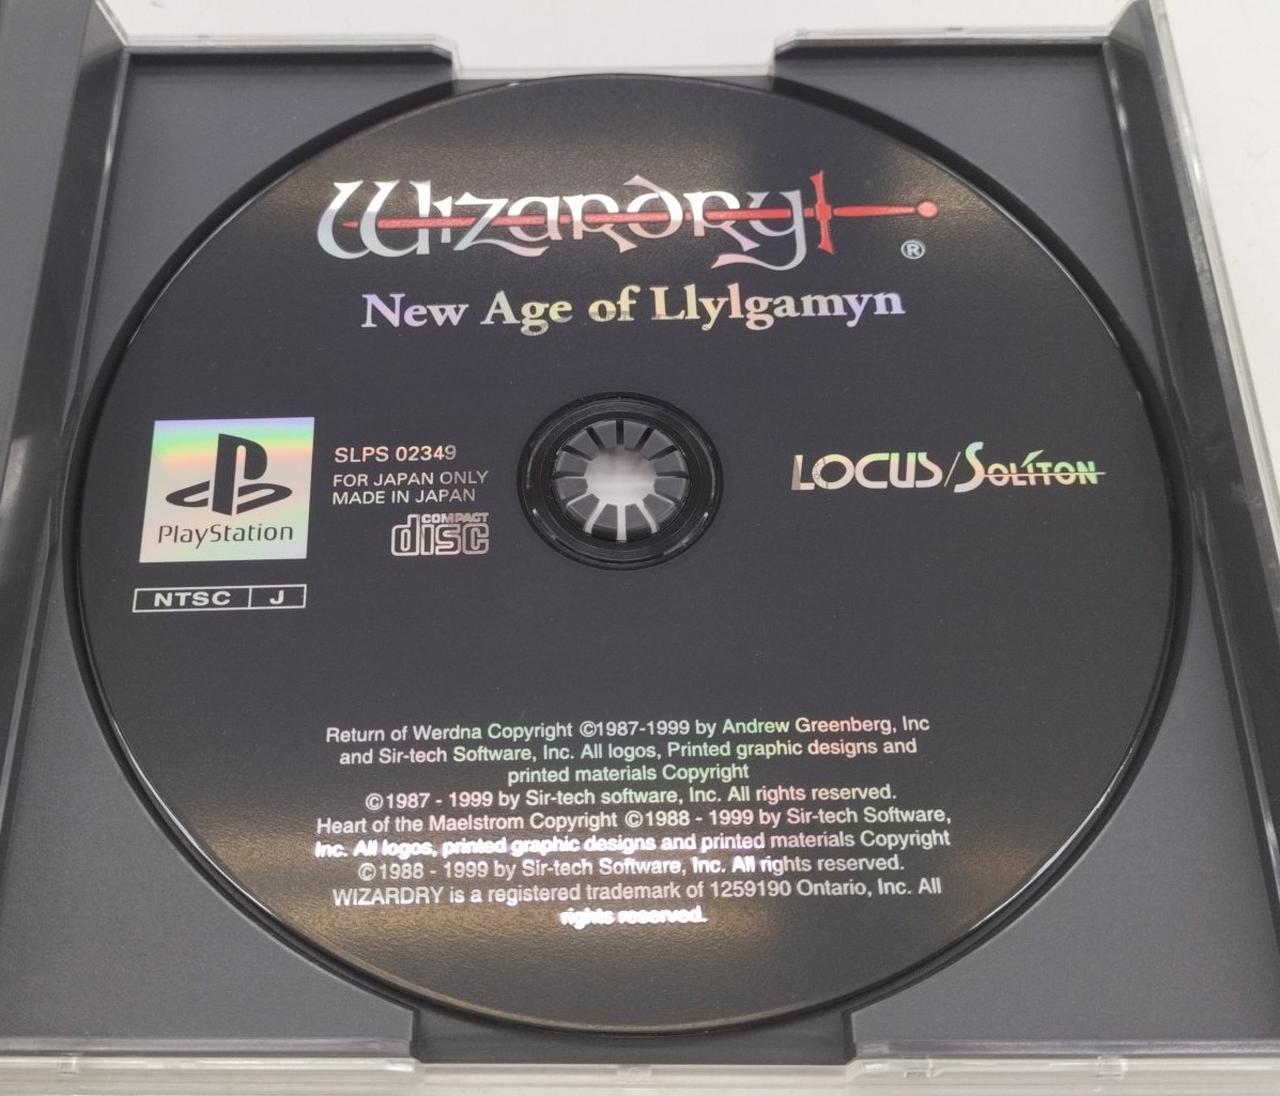 Wizardry ®
New Age of Llylgamyn
PlayStation
NTSC J
SLPS 02349
FOR JAPAN ONLY
MADE IN JAPAN
COMPACT
disc
LOCUS/SOLITON
Return of Werdna Copyright ©1987-1999 by Andrew Greenberg, Inc
and Sir-tech Software, Inc. All logos, Printed graphic designs and
printed materials Copyright
©1987 - 1999 by Sir-tech software, Inc. All rights reserved.
Heart of the Maelstrom Copyright ©1988 - 1999 by Sir-tech Software,
Inc. All logos, printed graphic designs and printed materials Copyright
©1988 - 1999 by Sir-tech Software, Inc. All rights reserved.
WIZARDRY is a registered trademark of 1259190 Ontario, Inc. All
rights reserved.